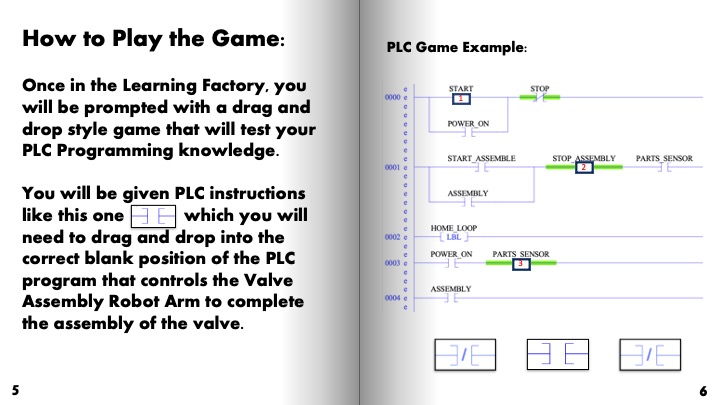 How to Play the Game:
Once in the Learning Factory, you
will be prompted with a drag and
drop style game that will test your
PLC Programming knowledge.
You will be given PLC instructions
like this one which you will
need to drag and drop into the
correct blank position of the PLC
program that controls the Valve
Assembly Robot Arm to complete
the assembly of the valve.
5
PLC Game Example:
START STOP
0000 e 1
e
e POWER_ON
e
e
e START_ASSEMBLE STOP_ASSEMBLY PARTS_SENSOR
0001 e 2
e
e ASSEMBLY
e
e
e HOME_LOOP
0002 e LBL
e POWER_ON PARTS_SENSOR
0003 e 3
e
e ASSEMBLY
0004 e
e
6